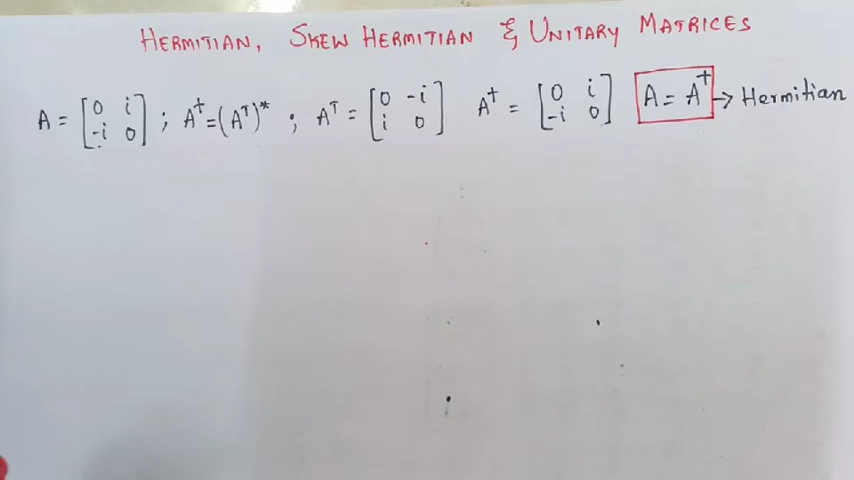 HERMITIAN, SKEW HERMITIAN & UNITARY MATRICES
A = [0 i; -i 0] ; A† = (Aᵀ)* ; Aᵀ = [0 -i; i 0] A† = [0 i; -i 0] A = A† → Hermitian